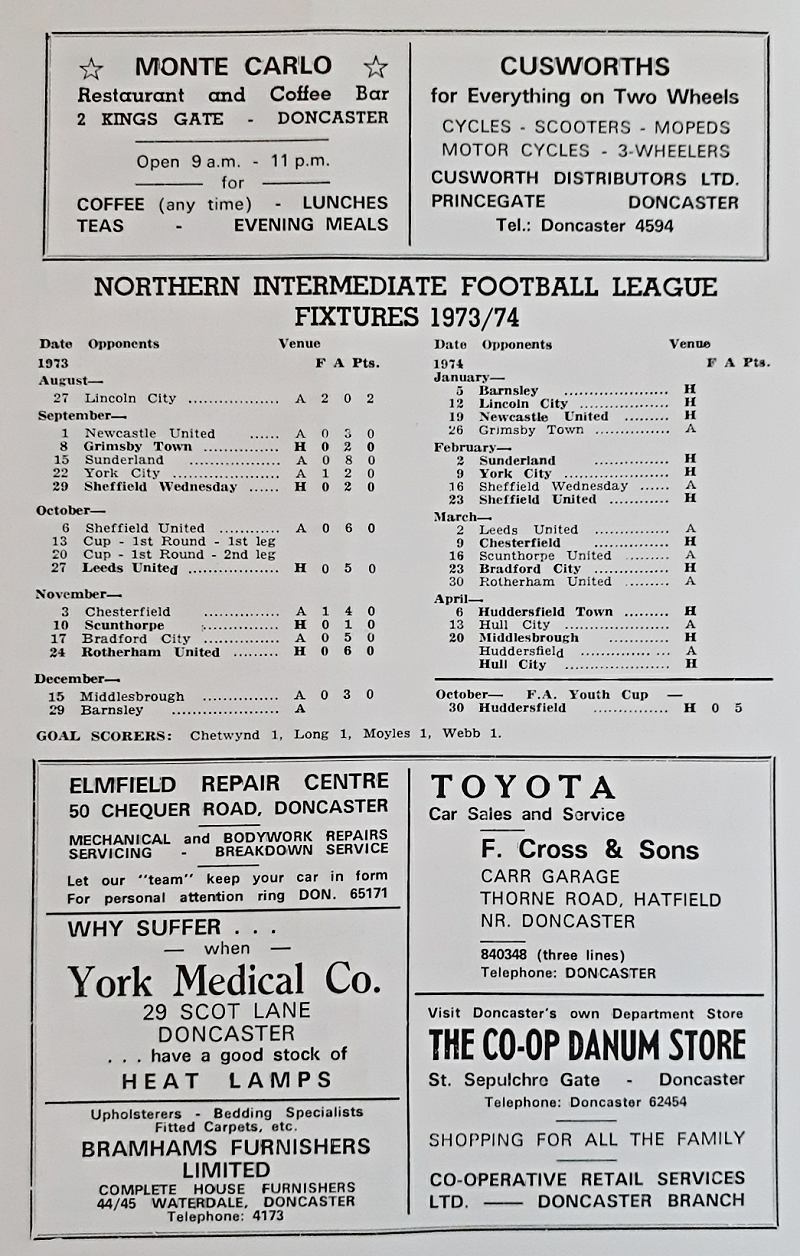 ☆ MONTE CARLO ☆
Restaurant and Coffee Bar
2 KINGS GATE - DONCASTER
Open 9 a.m. - 11 p.m.
for
COFFEE (any time) - LUNCHES
TEAS - EVENING MEALS
CUSWORTHS
for Everything on Two Wheels
CYCLES - SCOOTERS - MOPEDS
MOTOR CYCLES - 3-WHEELERS
CUSWORTH DISTRIBUTORS LTD.
PRINCEGATE DONCASTER
Tel.: Doncaster 4594
NORTHERN INTERMEDIATE FOOTBALL LEAGUE
FIXTURES 1973/74
Date Opponents Venue
1973 F A Pts.
August—
27 Lincoln City ................. A 2 0 2
September—
1 Newcastle United ...... A 0 3 0
8 Grimsby Town ............ H 0 2 0
15 Sunderland ................. A 0 8 0
22 York City .................... A 1 2 0
29 Sheffield Wednesday ...... H 0 2 0
October—
6 Sheffield United ............ A 0 6 0
13 Cup - 1st Round - 1st leg
20 Cup - 1st Round - 2nd leg
27 Leeds United ................. H 0 5 0
November—
3 Chesterfield .............. A 1 4 0
10 Scunthorpe .............. H 0 1 0
17 Bradford City .............. A 0 5 0
24 Rotherham United ......... H 0 6 0
December—
15 Middlesbrough .............. A 0 3 0
29 Barnsley .................... A
Date Opponents Venue
1974 F A Pts.
January—
5 Barnsley ..................... H
12 Lincoln City ................. H
19 Newcastle United ......... H
26 Grimsby Town .............. A
February—
2 Sunderland .............. H
9 York City .................... H
16 Sheffield Wednesday ...... A
23 Sheffield United ............ H
March—
2 Leeds United .............. A
9 Chesterfield .............. H
16 Scunthorpe United ......... A
23 Bradford City .............. H
30 Rotherham United ......... A
April—
6 Huddersfield Town ......... H
13 Hull City .................... A
20 Middlesbrough ............ H
Huddersfield .............. A
Hull City .................... H
October— F.A. Youth Cup —
30 Huddersfield .............. H 0 5
GOAL SCORERS: Chetwynd 1, Long 1, Moyles 1, Webb 1.
ELMFIELD REPAIR CENTRE
50 CHEQUER ROAD, DONCASTER
MECHANICAL and BODYWORK REPAIRS
SERVICING - BREAKDOWN SERVICE
Let our "team" keep your car in form
For personal attention ring DON. 65171
WHY SUFFER . . .
— when —
York Medical Co.
29 SCOT LANE
DONCASTER
. . . have a good stock of
HEAT LAMPS
Upholsterers - Bedding Specialists
Fitted Carpets, etc.
BRAMHAMS FURNISHERS
LIMITED
COMPLETE HOUSE FURNISHERS
44/45 WATERDALE, DONCASTER
Telephone: 4173
TOYOTA
Car Sales and Service
F. Cross & Sons
CARR GARAGE
THORNE ROAD, HATFIELD
NR. DONCASTER
840348 (three lines)
Telephone: DONCASTER
Visit Doncaster's own Department Store
THE CO-OP DANUM STORE
St. Sepulchre Gate - Doncaster
Telephone: Doncaster 62454
SHOPPING FOR ALL THE FAMILY
CO-OPERATIVE RETAIL SERVICES
LTD. —— DONCASTER BRANCH